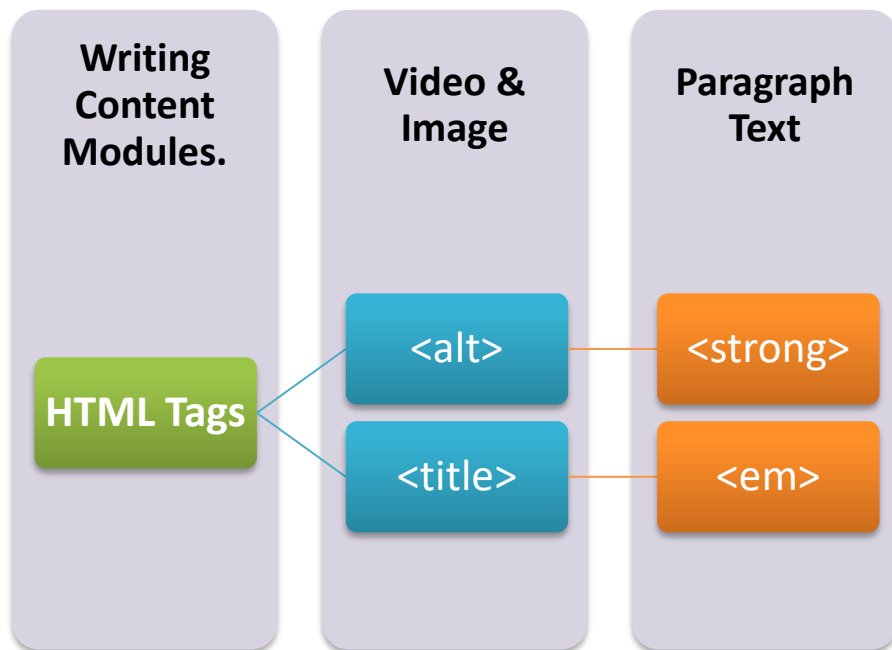 Writing
Content
Modules.
Video &
Image
Paragraph
Text
HTML Tags
<alt>
<title>
<strong>
<em>